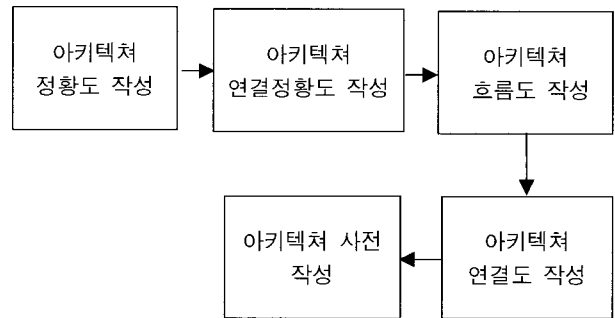 아키텍쳐
정황도 작성
아키텍쳐
연결정황도 작성
아키텍쳐
흐름도 작성
아키텍쳐
연결도 작성
아키텍쳐 사전
작성